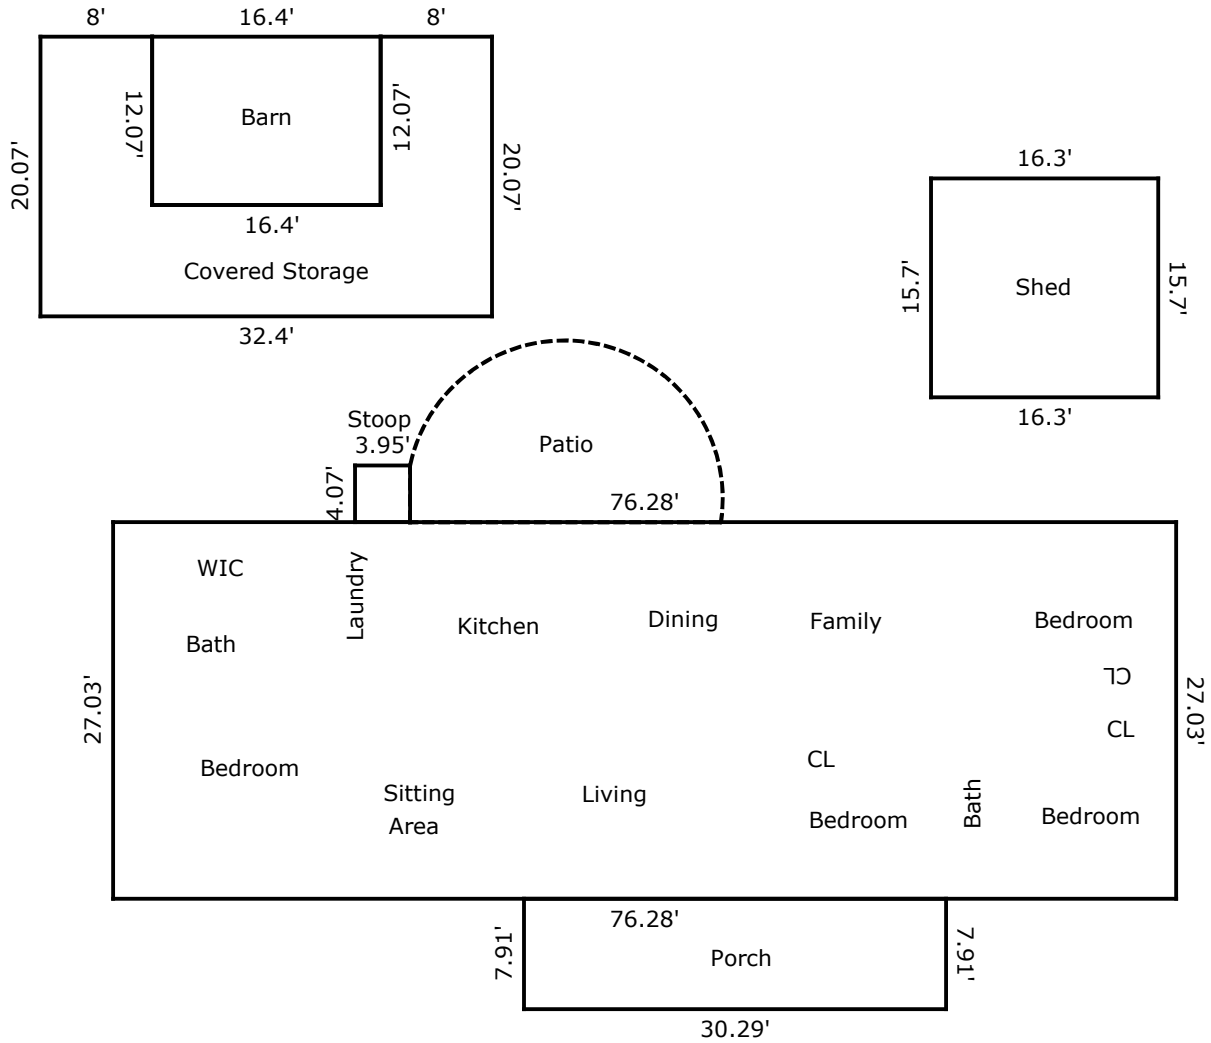 8'
16.4'
8'
12.07'
Barn
12.07'
20.07'
20.07'
16.4'
Covered Storage
32.4'
16.3'
15.7'
Shed
15.7'
16.3'
Stoop
3.95'
4.07'
Patio
76.28'
WIC
Laundry
Bath
Kitchen
Dining
Family
Bedroom
CL
27.03'
27.03'
CL
Bedroom
CL
Sitting
Area
Living
Bedroom
Bath
Bedroom
76.28'
7.91'
Porch
7.91'
30.29'